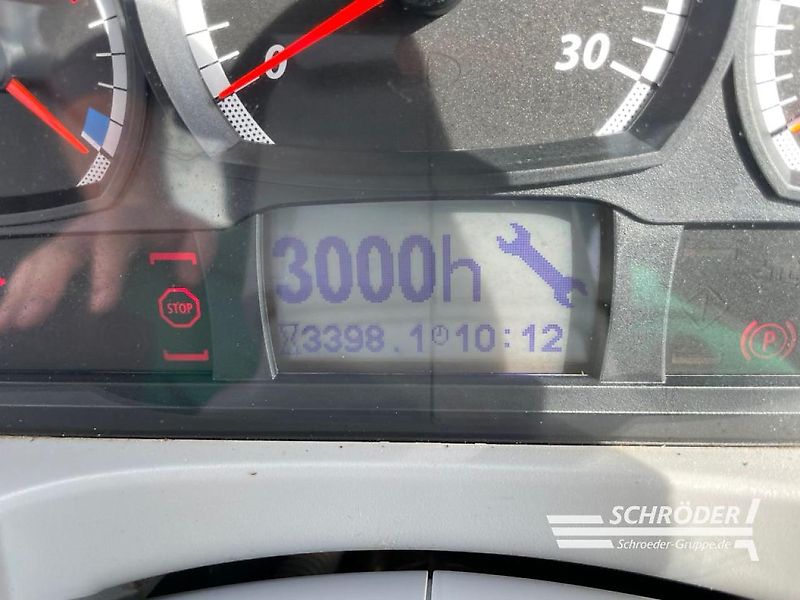 0
30
3000h
3398.1 10:12
STOP
P
SCHRÖDER
Schroeder-Gruppe.de